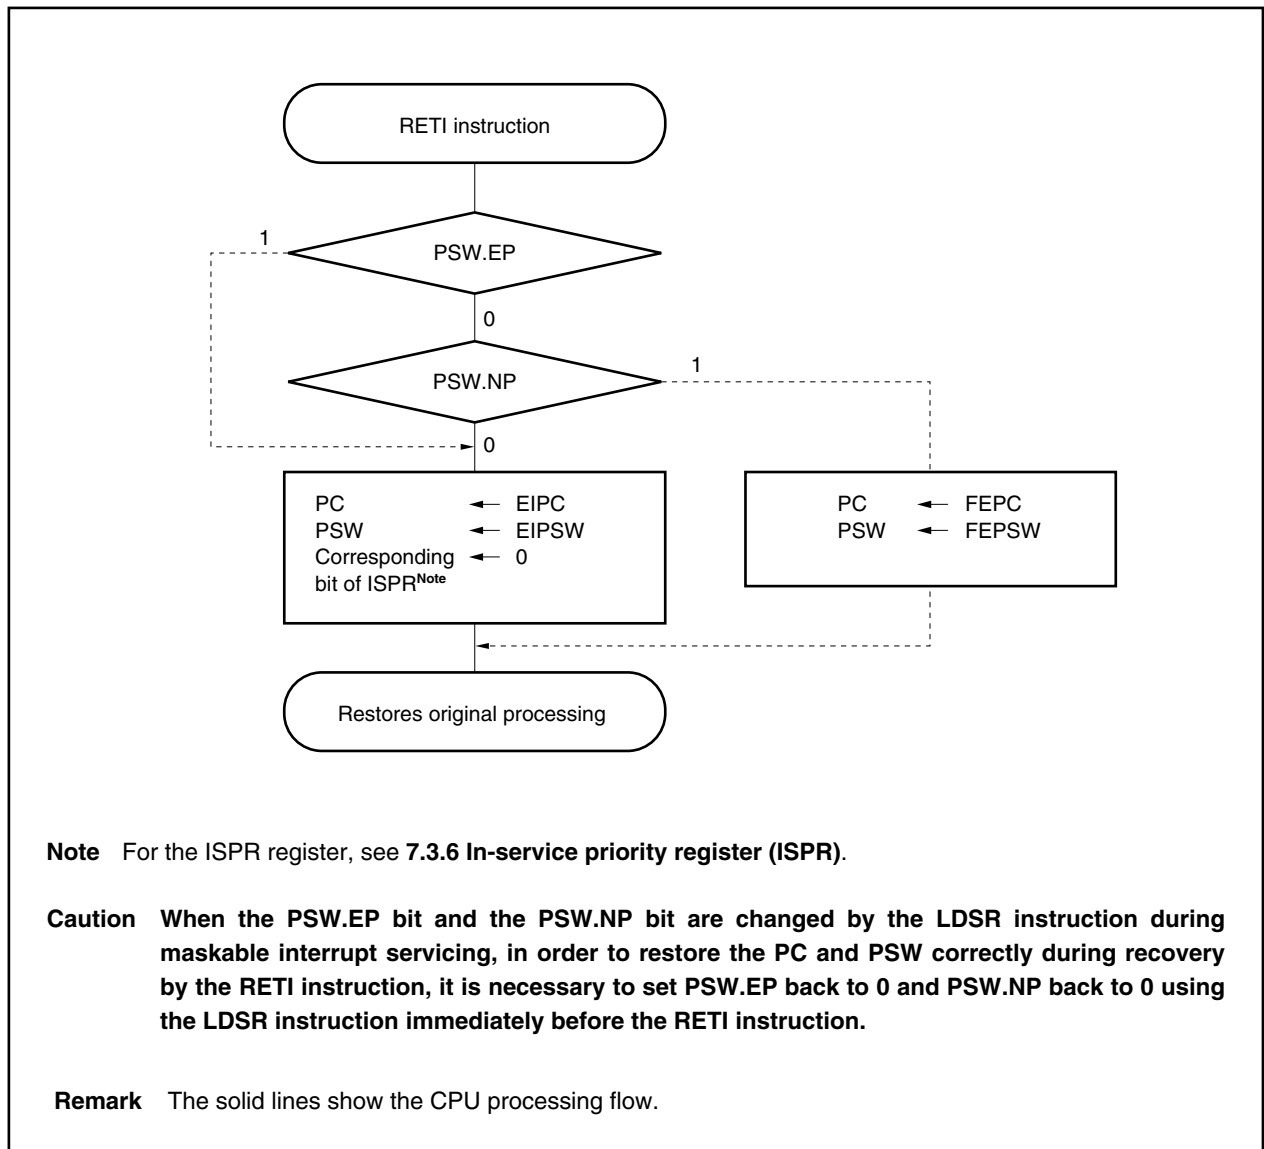 RETI instruction
1
PSW.EP
0
PSW.NP
1
0
PC ← EIPC
PSW ← EIPSW
Corresponding ← 0
bit of ISPRNote
PC ← FEPC
PSW ← FEPSW
Restores original processing
Note For the ISPR register, see 7.3.6 In-service priority register (ISPR).
Caution When the PSW.EP bit and the PSW.NP bit are changed by the LDSR instruction during
maskable interrupt servicing, in order to restore the PC and PSW correctly during recovery
by the RETI instruction, it is necessary to set PSW.EP back to 0 and PSW.NP back to 0 using
the LDSR instruction immediately before the RETI instruction.
Remark The solid lines show the CPU processing flow.